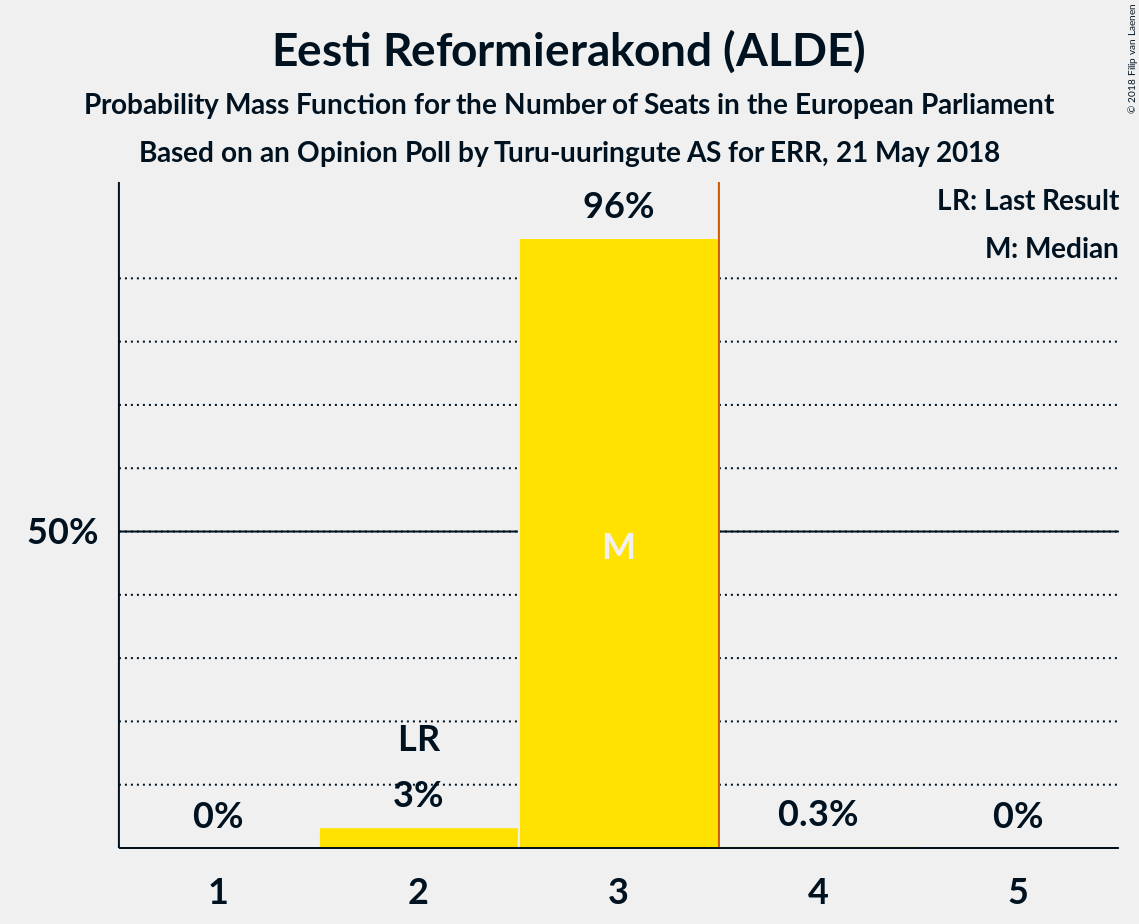 Eesti Reformierakond (ALDE)
Probability Mass Function for the Number of Seats in the European Parliament
Based on an Opinion Poll by Turu-uuringute AS for ERR, 21 May 2018
© 2018 Filip van Laenen
LR: Last Result
M: Median
96%
50%
M
LR
3%
0%
0.3%
0%
1 2 3 4 5